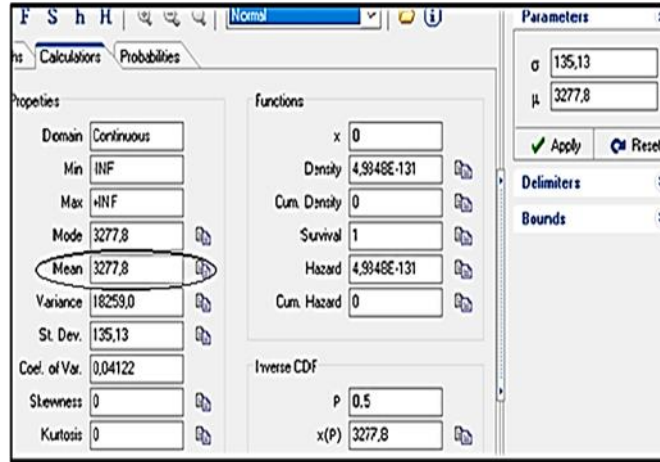 F S h H Normal
Calculations Probabilities
Properties
Domain Continuous
Min -INF
Max +INF
Mode 3277,8
Mean 3277,8
Variance 18259,0
St. Dev. 135,13
Coef. of Var. 0,04122
Skewness 0
Kurtosis 0
Functions
x 0
Density 4,9348E-131
Cum. Density 0
Survival 1
Hazard 4,9348E-131
Cum. Hazard 0
Inverse CDF
P 0.5
x(P) 3277,8
Parameters
σ 135,13
μ 3277,8
Apply Reset
Delimiters
Bounds